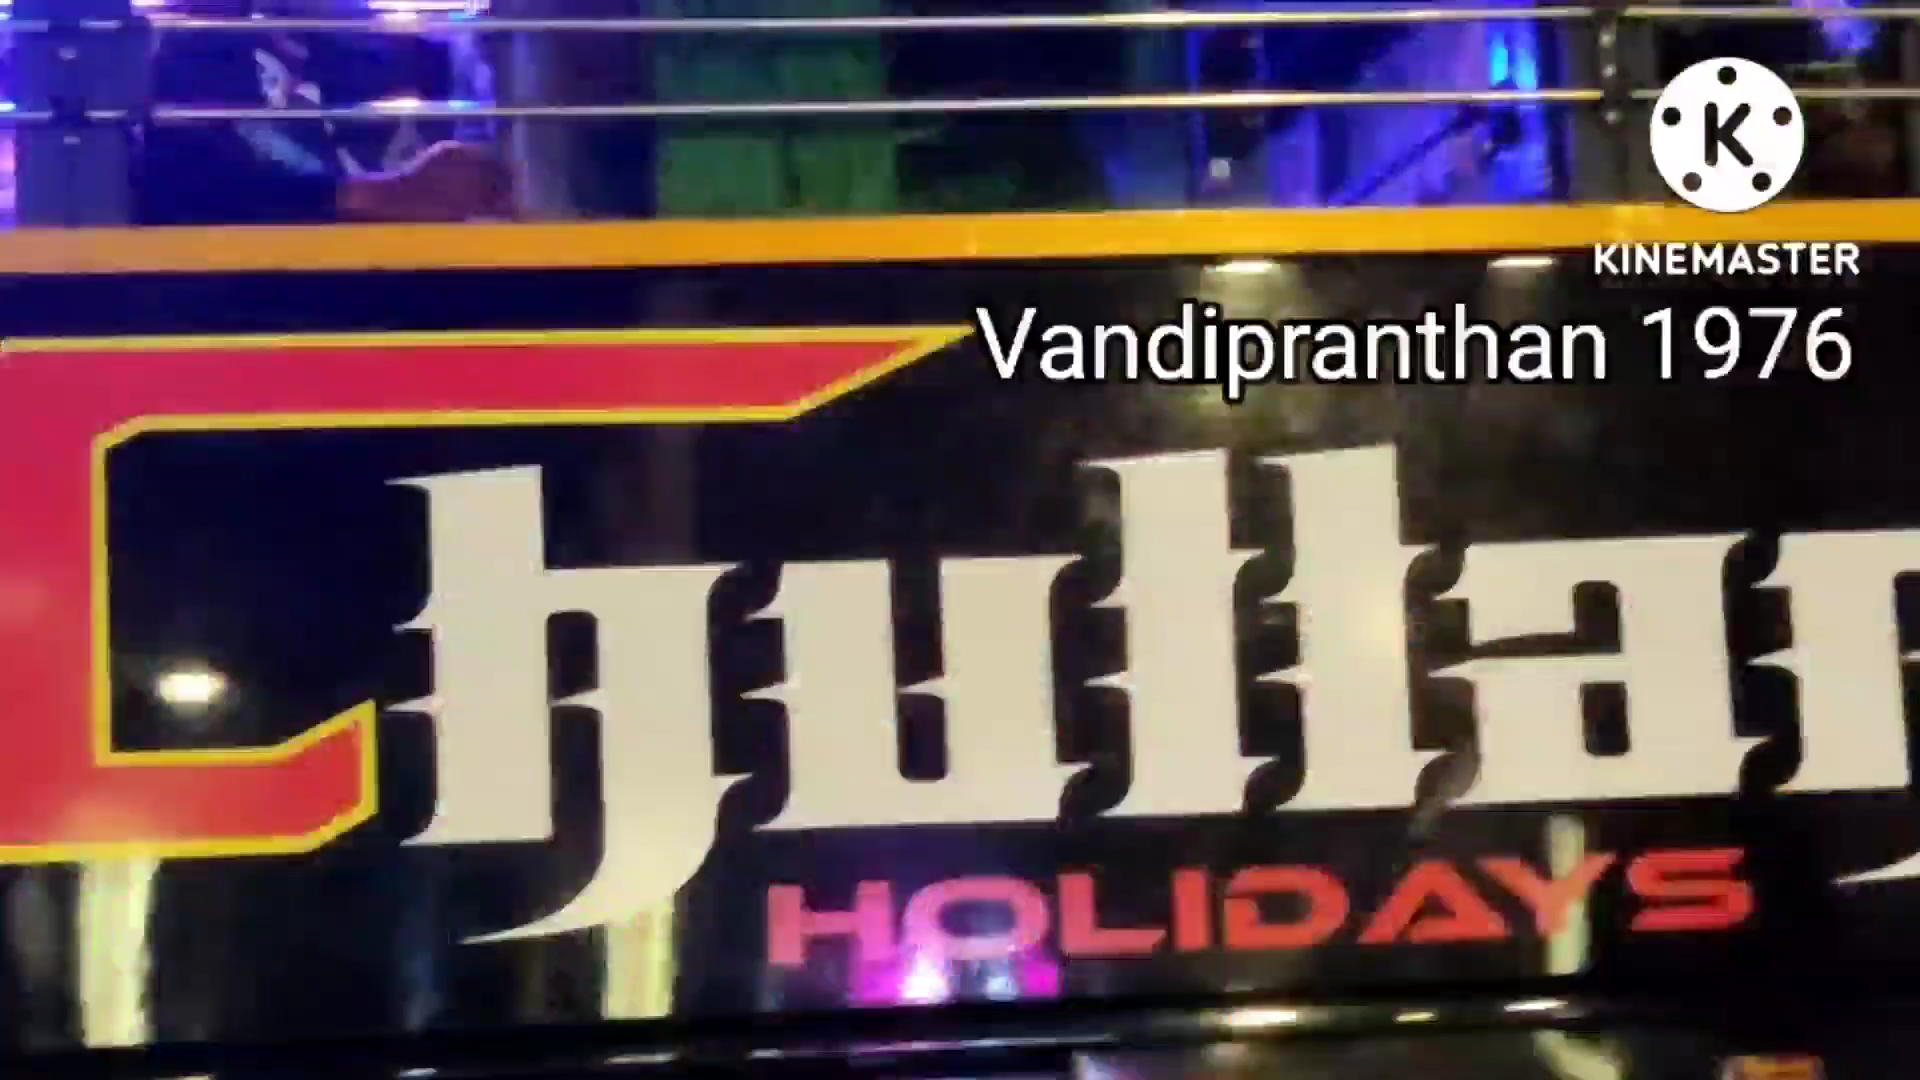 K
KINEMASTER
Vandipranthan 1976
Chullan
HOLIDAYS